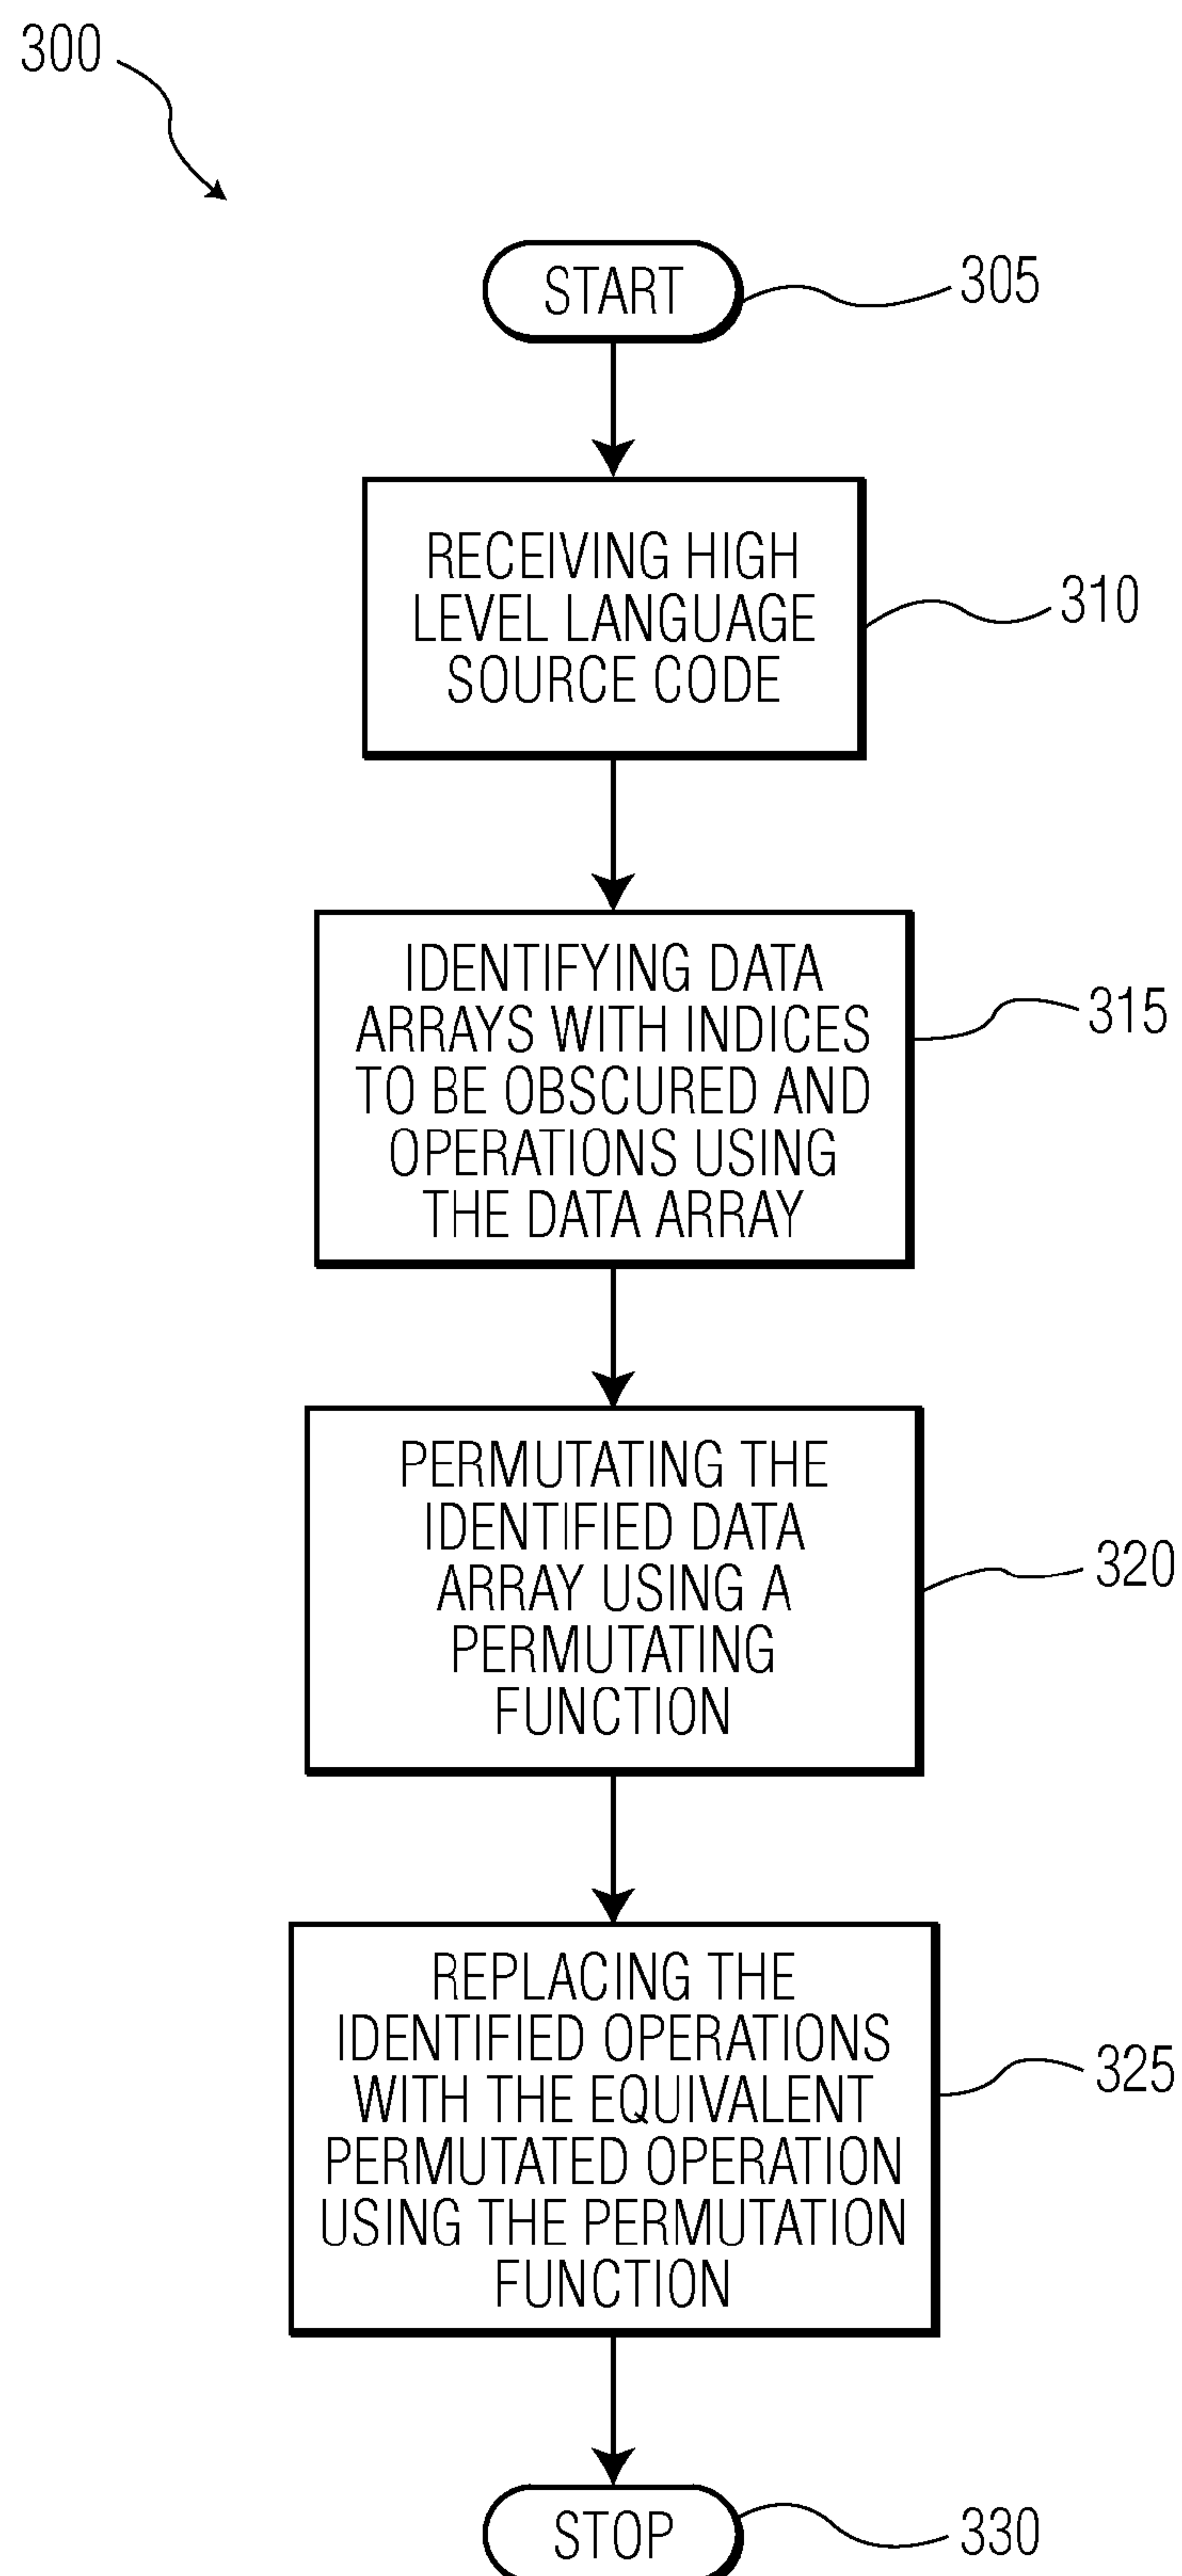 300
START
305
RECEIVING HIGH
LEVEL LANGUAGE
SOURCE CODE
310
IDENTIFYING DATA
ARRAYS WITH INDICES
TO BE OBSCURED AND
OPERATIONS USING
THE DATA ARRAY
315
PERMUTATING THE
IDENTIFIED DATA
ARRAY USING A
PERMUTATING
FUNCTION
320
REPLACING THE
IDENTIFIED OPERATIONS
WITH THE EQUIVALENT
PERMUTATED OPERATION
USING THE PERMUTATION
FUNCTION
325
STOP
330